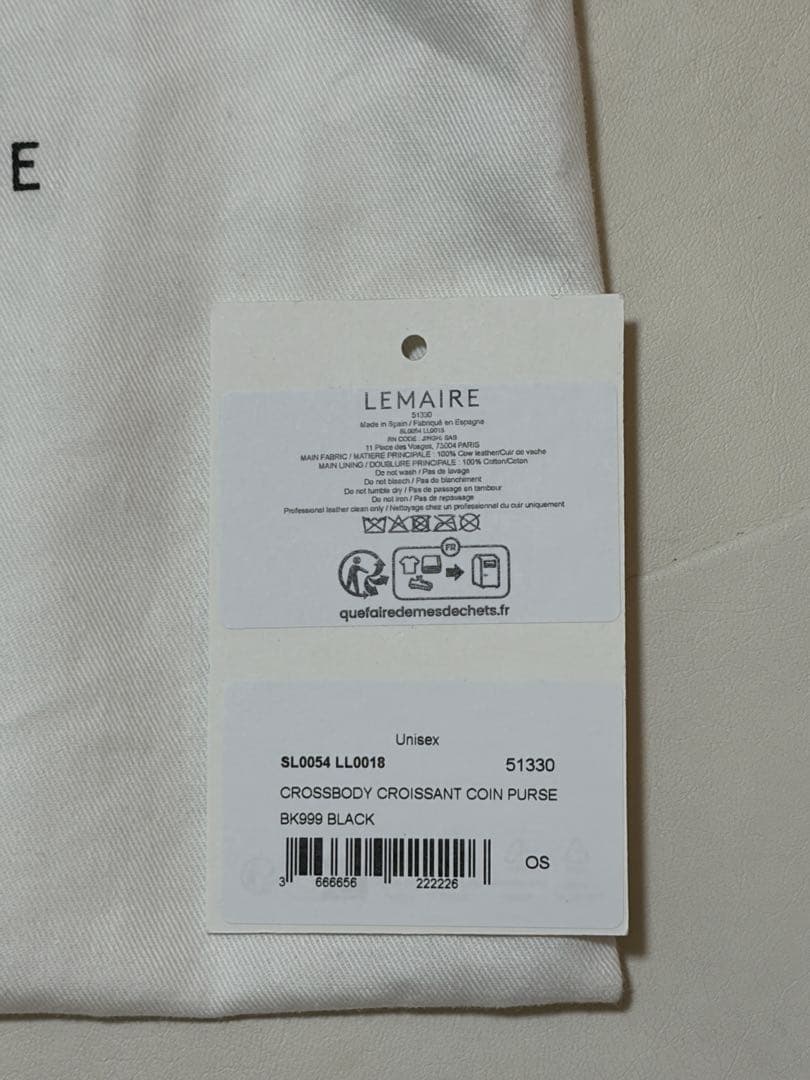 E
LEMAIRE
51330
Made in Spain / Fabriqué en Espagne
SL0054 LL0018
RN CODE : JPHGH, SAS
11 Place des Vosges, 75004 PARIS
MAIN FABRIC / MATIERE PRINCIPALE : 100% Cow leather/Cuir de vache
MAIN LINING / DOUBLURE PRINCIPALE : 100% Cotton/Coton
Do not wash / Pas de lavage
Do not bleach / Pas de blanchiment
Do not tumble dry / Pas de passage en tambour
Do not iron / Pas de repassage
Professional leather clean only / Nettoyage chez un professionnel du cuir uniquement
FR
quefairedemesdechets.fr
Unisex
SL0054 LL0018 51330
CROSSBODY CROISSANT COIN PURSE
BK999 BLACK
OS
3 666656 222226